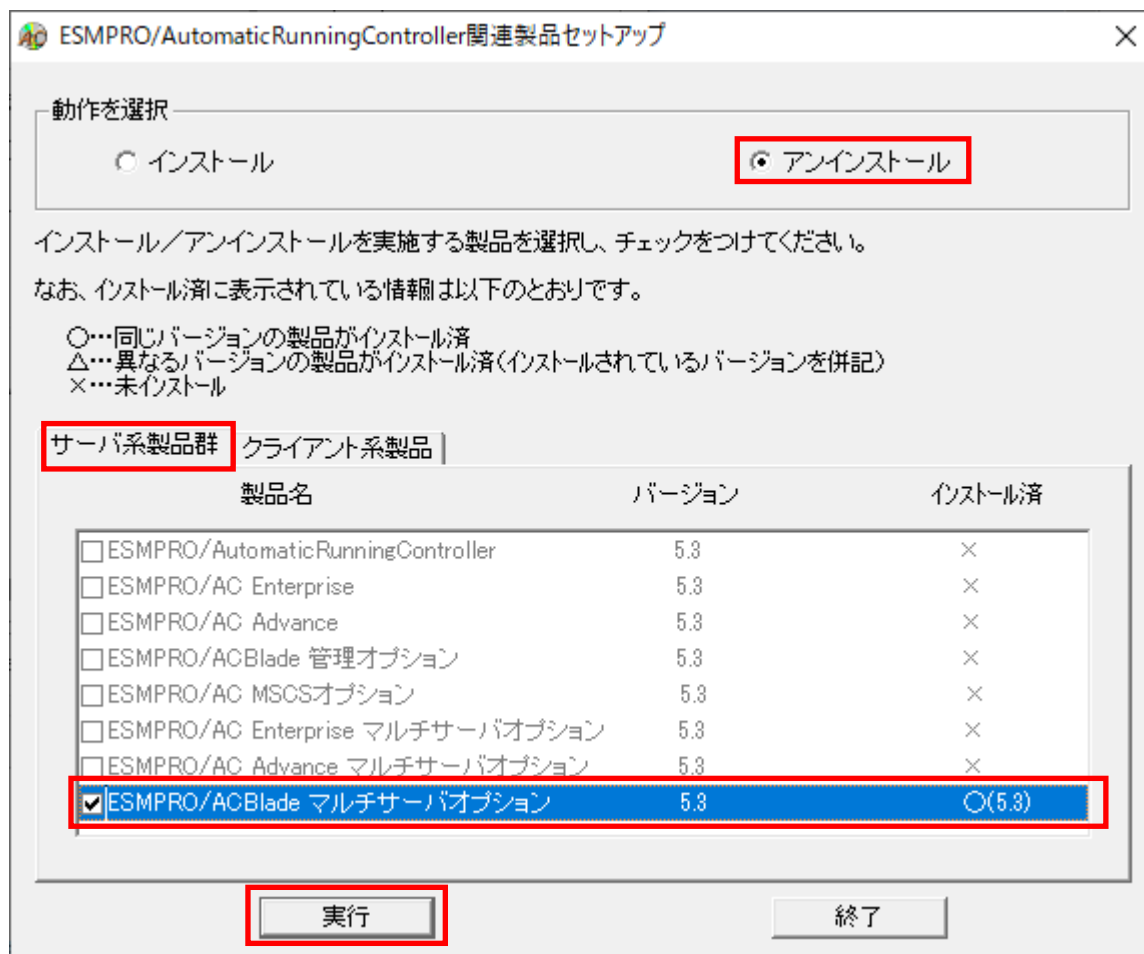 ESMPRO/AutomaticRunningController関連製品セットアップ
動作を選択
インストール アンインストール
インストール／アンインストールを実施する製品を選択し、チェックをつけてください。
なお、インストール済に表示されている情報は以下のとおりです。
○…同じバージョンの製品がインストール済
△…異なるバージョンの製品がインストール済(インストールされているバージョンを併記)
×…未インストール
サーバ系製品群 クライアント系製品
製品名 バージョン インストール済
ESMPRO/AutomaticRunningController 5.3 ×
ESMPRO/AC Enterprise 5.3 ×
ESMPRO/AC Advance 5.3 ×
ESMPRO/ACBlade 管理オプション 5.3 ×
ESMPRO/AC MSCSオプション 5.3 ×
ESMPRO/AC Enterprise マルチサーバオプション 5.3 ×
ESMPRO/AC Advance マルチサーバオプション 5.3 ×
ESMPRO/ACBlade マルチサーバオプション 5.3 ○(5.3)
実行 終了